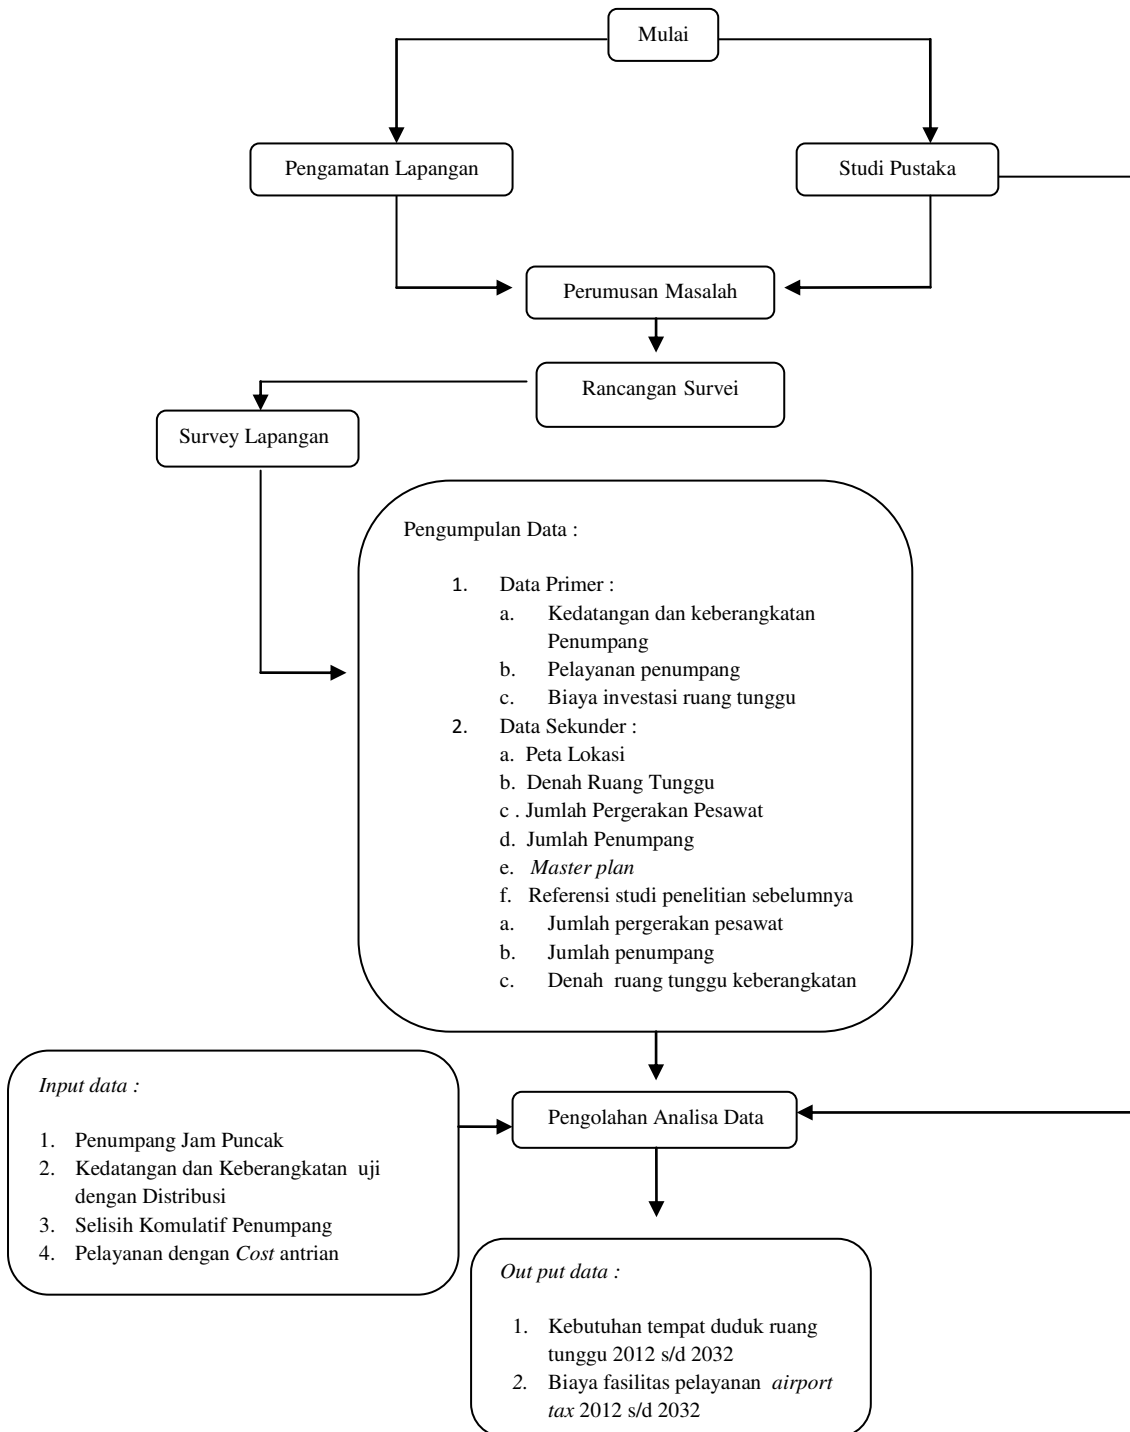 Mulai
Pengamatan Lapangan
Studi Pustaka
Perumusan Masalah
Rancangan Survei
Survey Lapangan
Pengumpulan Data :
1. Data Primer :
a. Kedatangan dan keberangkatan
Penumpang
b. Pelayanan penumpang
c. Biaya investasi ruang tunggu
2. Data Sekunder :
a. Peta Lokasi
b. Denah Ruang Tunggu
c . Jumlah Pergerakan Pesawat
d. Jumlah Penumpang
e. Master plan
f. Referensi studi penelitian sebelumnya
a. Jumlah pergerakan pesawat
b. Jumlah penumpang
c. Denah ruang tunggu keberangkatan
Input data :
1. Penumpang Jam Puncak
2. Kedatangan dan Keberangkatan uji
dengan Distribusi
3. Selisih Komulatif Penumpang
4. Pelayanan dengan Cost antrian
Pengolahan Analisa Data
Out put data :
1. Kebutuhan tempat duduk ruang
tunggu 2012 s/d 2032
2. Biaya fasilitas pelayanan airport
tax 2012 s/d 2032